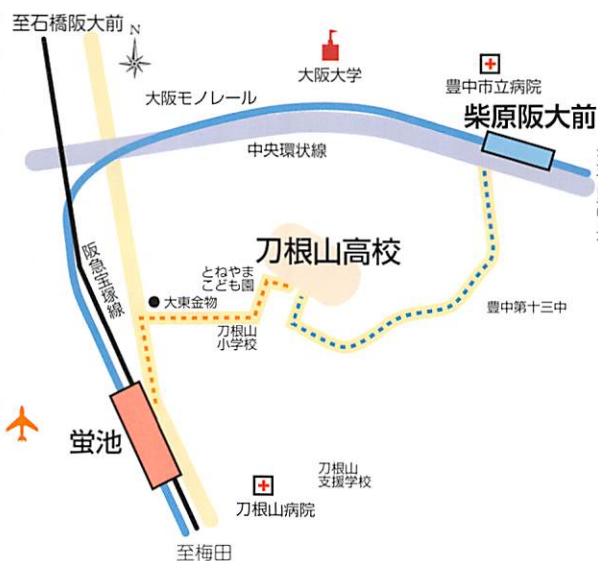 至石橋阪大前
N
大阪大学
豊中市立病院
大阪モノレール
柴原阪大前
中央環状線
阪急宝塚線
刀根山高校
とねやま
こども園
大東金物
刀根山
小学校
豊中第十三中
蛍池
刀根山
支援学校
刀根山病院
至梅田